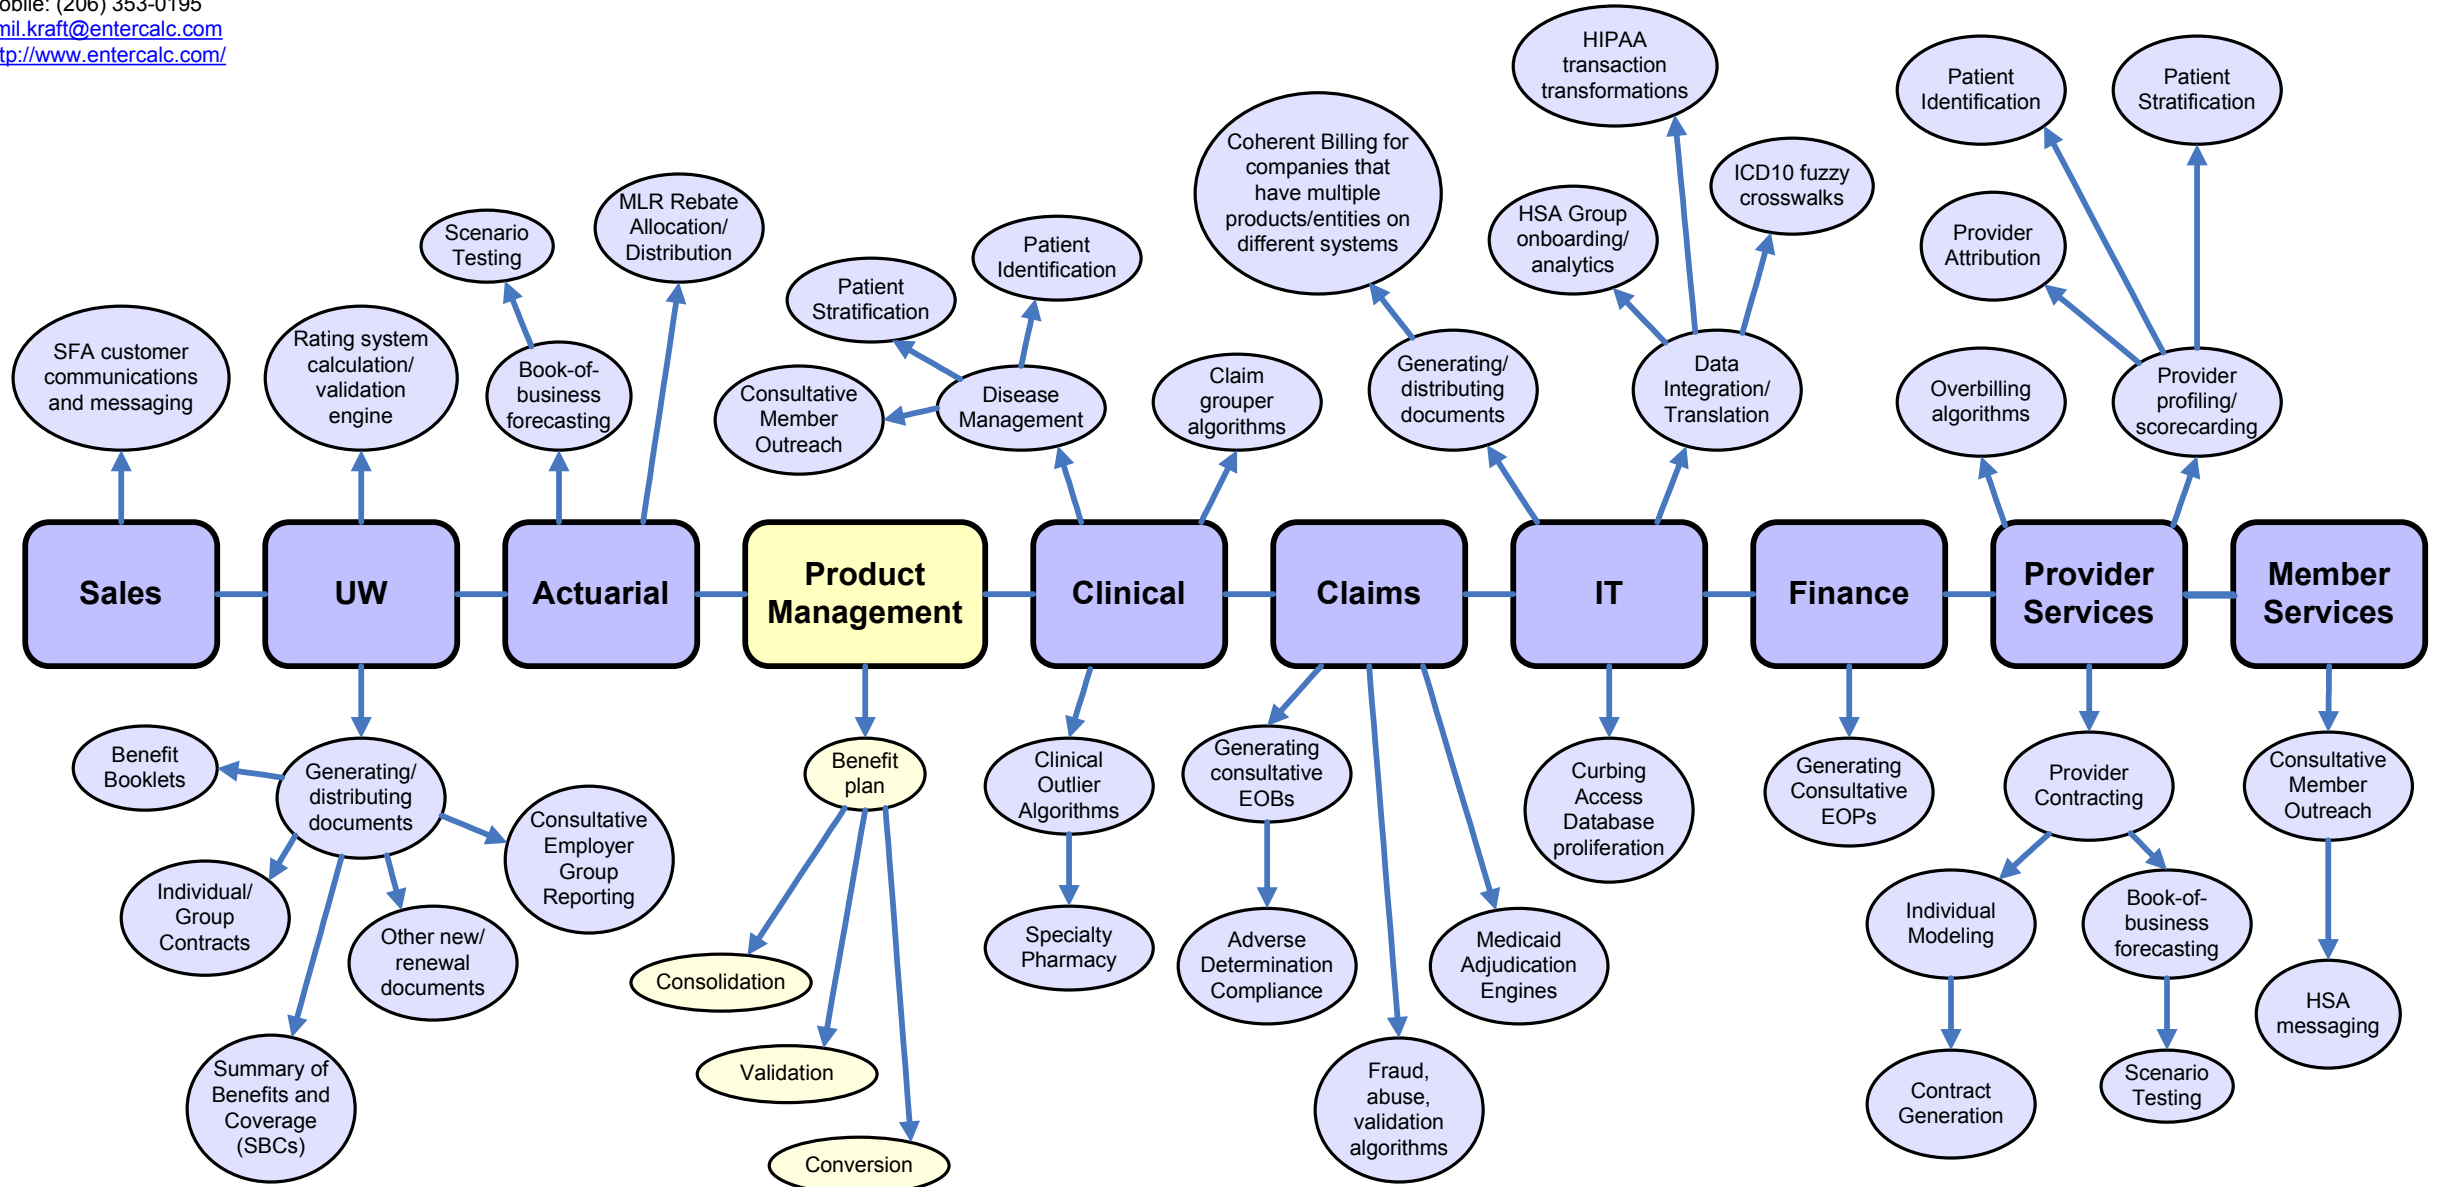 obile: (206) 353-0195
mil.kraft@entercalc.com
tp://www.entercalc.com/
HIPAA
transaction
transformations
Patient
Identification
Patient
Stratification
Coherent Billing for
companies that
have multiple
products/entities on
different systems
ICD10 fuzzy
crosswalks
MLR Rebate
Allocation/
Distribution
HSA Group
onboarding/
analytics
Scenario
Testing
Patient
Identification
Provider
Attribution
Patient
Stratification
SFA customer
communications
and messaging
Rating system
calculation/
validation
engine
Book-of-
business
forecasting
Consultative
Member
Outreach
Disease
Management
Claim
grouper
algorithms
Generating/
distributing
documents
Data
Integration/
Translation
Overbilling
algorithms
Provider
profiling/
scorecarding
Sales
UW
Actuarial
Product
Management
Clinical
Claims
IT
Finance
Provider
Services
Member
Services
Benefit
Booklets
Generating/
distributing
documents
Consultative
Employer
Group
Reporting
Individual/
Group
Contracts
Other new/
renewal
documents
Summary of
Benefits and
Coverage
(SBCs)
Benefit
plan
Consolidation
Validation
Conversion
Clinical
Outlier
Algorithms
Specialty
Pharmacy
Generating
consultative
EOBs
Adverse
Determination
Compliance
Medicaid
Adjudication
Engines
Fraud,
abuse,
validation
algorithms
Curbing
Access
Database
proliferation
Generating
Consultative
EOPs
Provider
Contracting
Individual
Modeling
Book-of-
business
forecasting
Contract
Generation
Scenario
Testing
Consultative
Member
Outreach
HSA
messaging